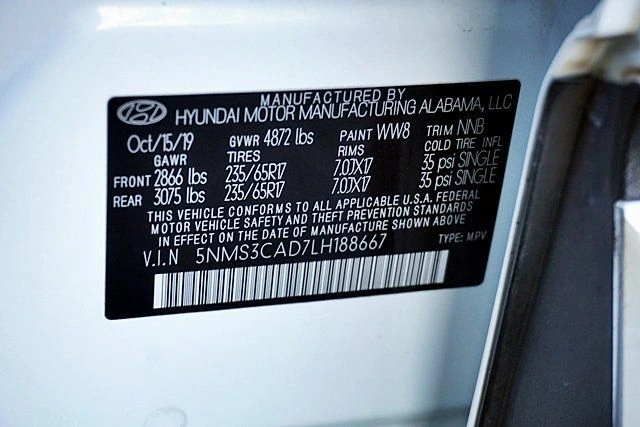 MANUFACTURED BY
HYUNDAI MOTOR MANUFACTURING ALABAMA, LLC
Oct/15/19 GVWR 4872 lbs PAINT WW8 TRIM NNB
GAWR TIRES RIMS COLD TIRE INFL
FRONT 2866 lbs 235/65R17 7.0JX17 35 psi SINGLE
REAR 3075 lbs 235/65R17 7.0JX17 35 psi SINGLE
THIS VEHICLE CONFORMS TO ALL APPLICABLE U.S.A. FEDERAL
MOTOR VEHICLE SAFETY AND THEFT PREVENTION STANDARDS
IN EFFECT ON THE DATE OF MANUFACTURE SHOWN ABOVE
V.I.N 5NMS3CAD7LH188667 TYPE: MPV